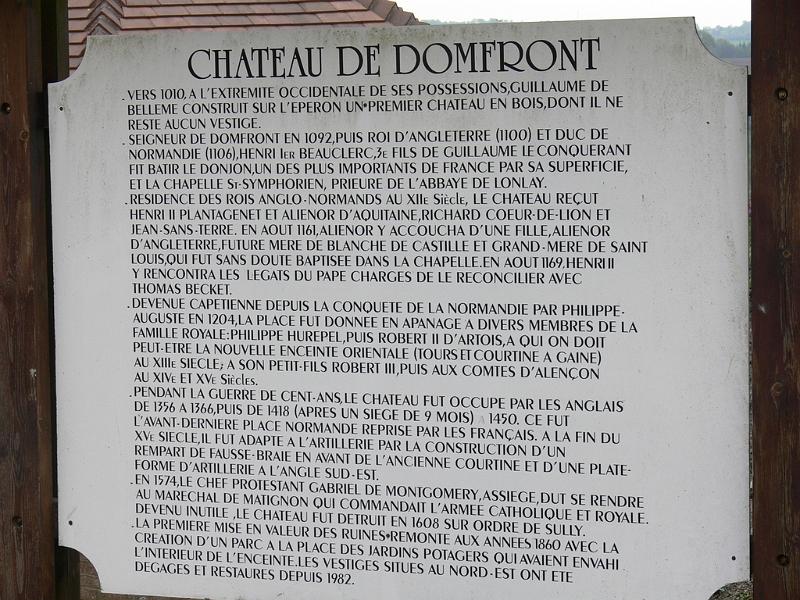 CHATEAU DE DOMFRONT
.VERS 1010, A L'EXTREMITE OCCIDENTALE DE SES POSSESSIONS,GUILLAUME DE
BELLEME CONSTRUIT SUR L'EPERON UN PREMIER CHATEAU EN BOIS,DONT IL NE
RESTE AUCUN VESTIGE.
.SEIGNEUR DE DOMFRONT EN 1092,PUIS ROI D'ANGLETERRE (1100) ET DUC DE
NORMANDIE (1106),HENRI IER BEAUCLERC,3E FILS DE GUILLAUME LE CONQUERANT
FIT BATIR LE DONJON,UN DES PLUS IMPORTANTS DE FRANCE PAR SA SUPERFICIE,
ET LA CHAPELLE ST-SYMPHORIEN, PRIEURE DE L'ABBAYE DE LONLAY.
.RESIDENCE DES ROIS ANGLO-NORMANDS AU XIIE SIècLE, LE CHATEAU REÇUT
HENRI II PLANTAGENET ET ALIENOR D'AQUITAINE,RICHARD COEUR-DE-LION ET
JEAN-SANS-TERRE. EN AOUT 1161,ALIENOR Y ACCOUCHA D'UNE FILLE,ALIENOR
D'ANGLETERRE,FUTURE MERE DE BLANCHE DE CASTILLE ET GRAND-MERE DE SAINT
LOUIS,QUI FUT SANS DOUTE BAPTISEE DANS LA CHAPELLE.EN AOUT 1169,HENRI II
Y RENCONTRA LES LEGATS DU PAPE CHARGES DE LE RECONCILIER AVEC
THOMAS BECKET.
.DEVENUE CAPETIENNE DEPUIS LA CONQUETE DE LA NORMANDIE PAR PHILIPPE-
AUGUSTE EN 1204,LA PLACE FUT DONNEE EN APANAGE A DIVERS MEMBRES DE LA
FAMILLE ROYALE:PHILIPPE HUREPEL,PUIS ROBERT II D'ARTOIS,A QUI ON DOIT
PEUT-ETRE LA NOUVELLE ENCEINTE ORIENTALE (TOURS ET COURTINE A GAINE)
AU XIIIE SIECLE; A SON PETIT-FILS ROBERT III,PUIS AUX COMTES D'ALENÇON
AU XIVE ET XVE SIècLES.
.PENDANT LA GUERRE DE CENT-ANS,LE CHATEAU FUT OCCUPE PAR LES ANGLAIS
DE 1356 A 1366,PUIS DE 1418 (APRES UN SIEGE DE 9 MOIS) A 1450. CE FUT
L'AVANT-DERNIERE PLACE NORMANDE REPRISE PAR LES FRANÇAIS. A LA FIN DU
XVE SIECLE,IL FUT ADAPTE A L'ARTILLERIE PAR LA CONSTRUCTION D'UN
REMPART DE FAUSSE-BRAIE EN AVANT DE L'ANCIENNE COURTINE ET D'UNE PLATE-
FORME D'ARTILLERIE A L'ANGLE SUD-EST.
.EN 1574,LE CHEF PROTESTANT GABRIEL DE MONTGOMERY,ASSIEGE,DUT SE RENDRE
AU MARECHAL DE MATIGNON QUI COMMANDAIT L'ARMEE CATHOLIQUE ET ROYALE.
DEVENU INUTILE ,LE CHATEAU FUT DETRUIT EN 1608 SUR ORDRE DE SULLY.
.LA PREMIERE MISE EN VALEUR DES RUINES REMONTE AUX ANNEES 1860 AVEC LA
CREATION D'UN PARC A LA PLACE DES JARDINS POTAGERS QUI AVAIENT ENVAHI
L'INTERIEUR DE L'ENCEINTE.LES VESTIGES SITUES AU NORD-EST ONT ETE
DEGAGES ET RESTAURES DEPUIS 1982.